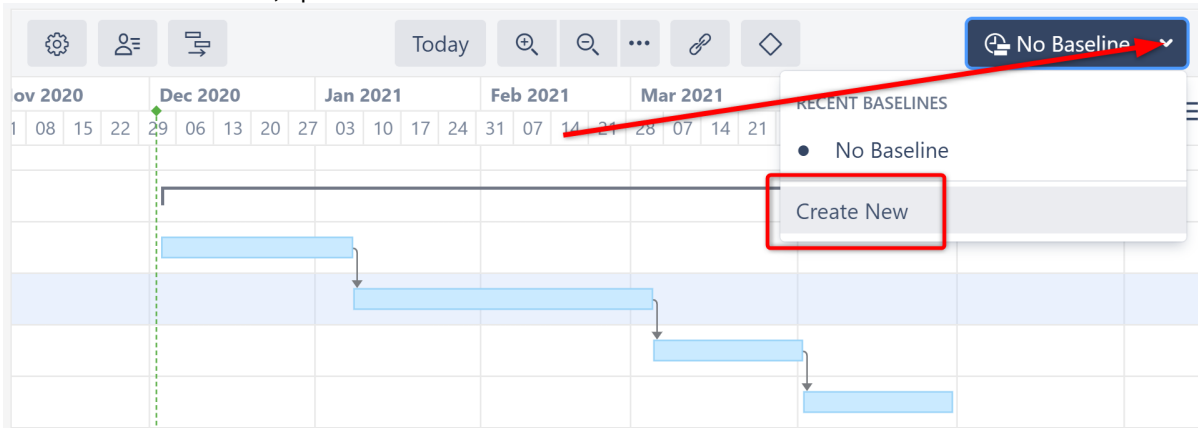 Today ••• No Baseline
ov 2020 Dec 2020 Jan 2021 Feb 2021 Mar 2021
1 08 15 22 29 06 13 20 27 03 10 17 24 31 07 14 21 28 07 14 21
RECENT BASELINES
• No Baseline
Create New